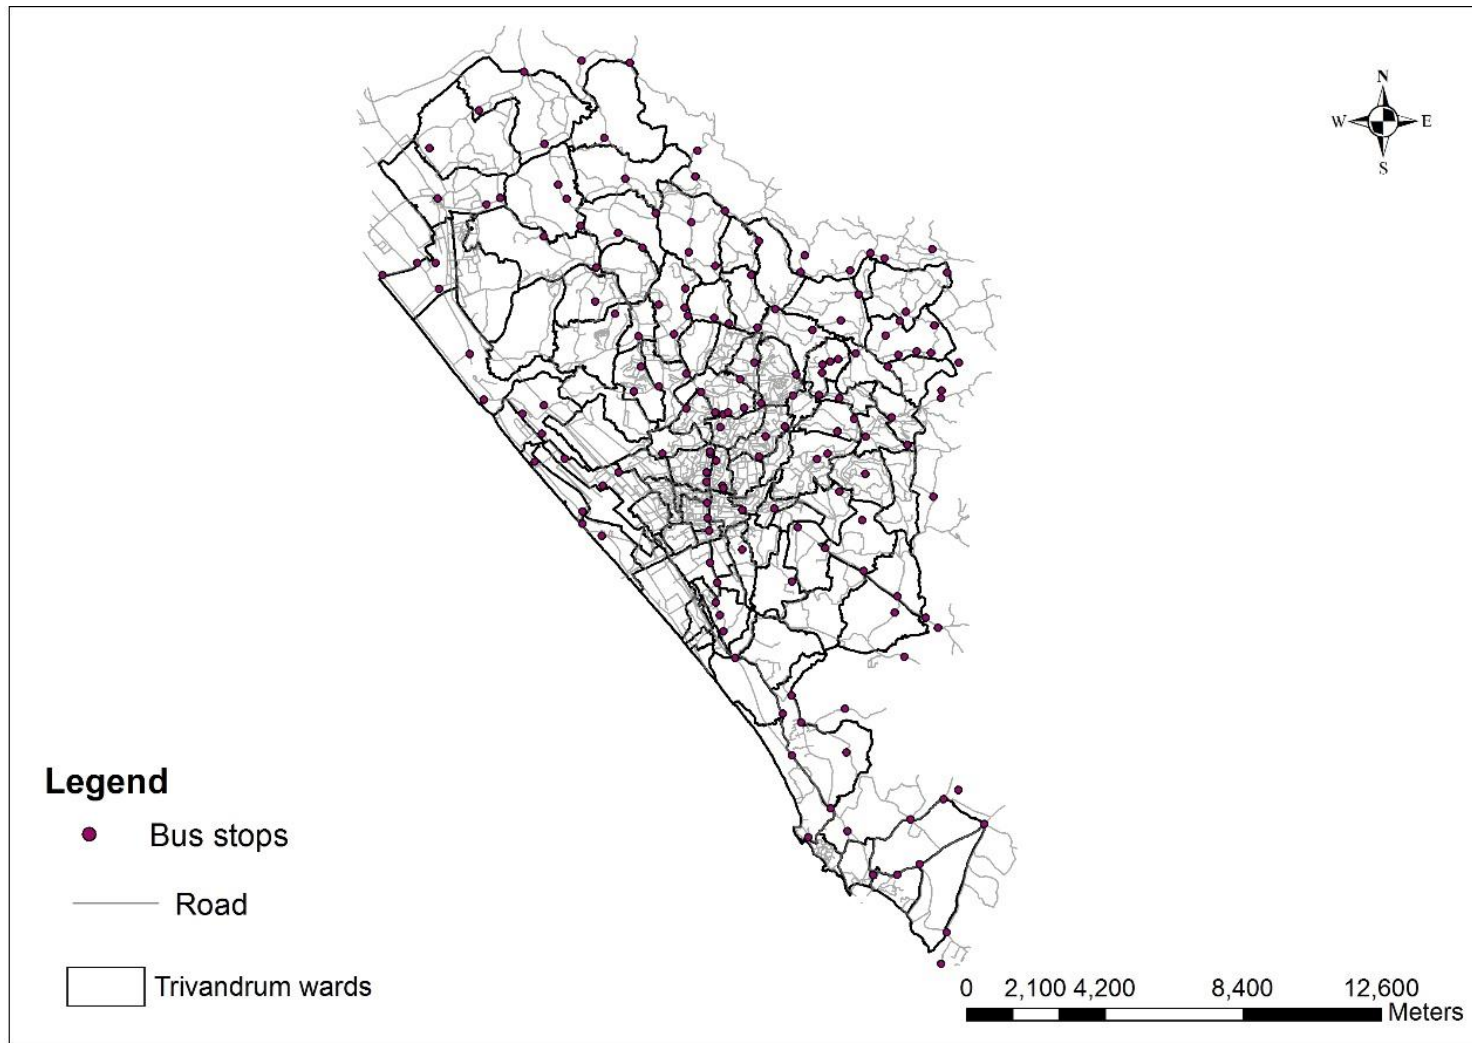 N
W E
S
Legend
Bus stops
Road
Trivandrum wards
0 2,100 4,200 8,400 12,600
Meters